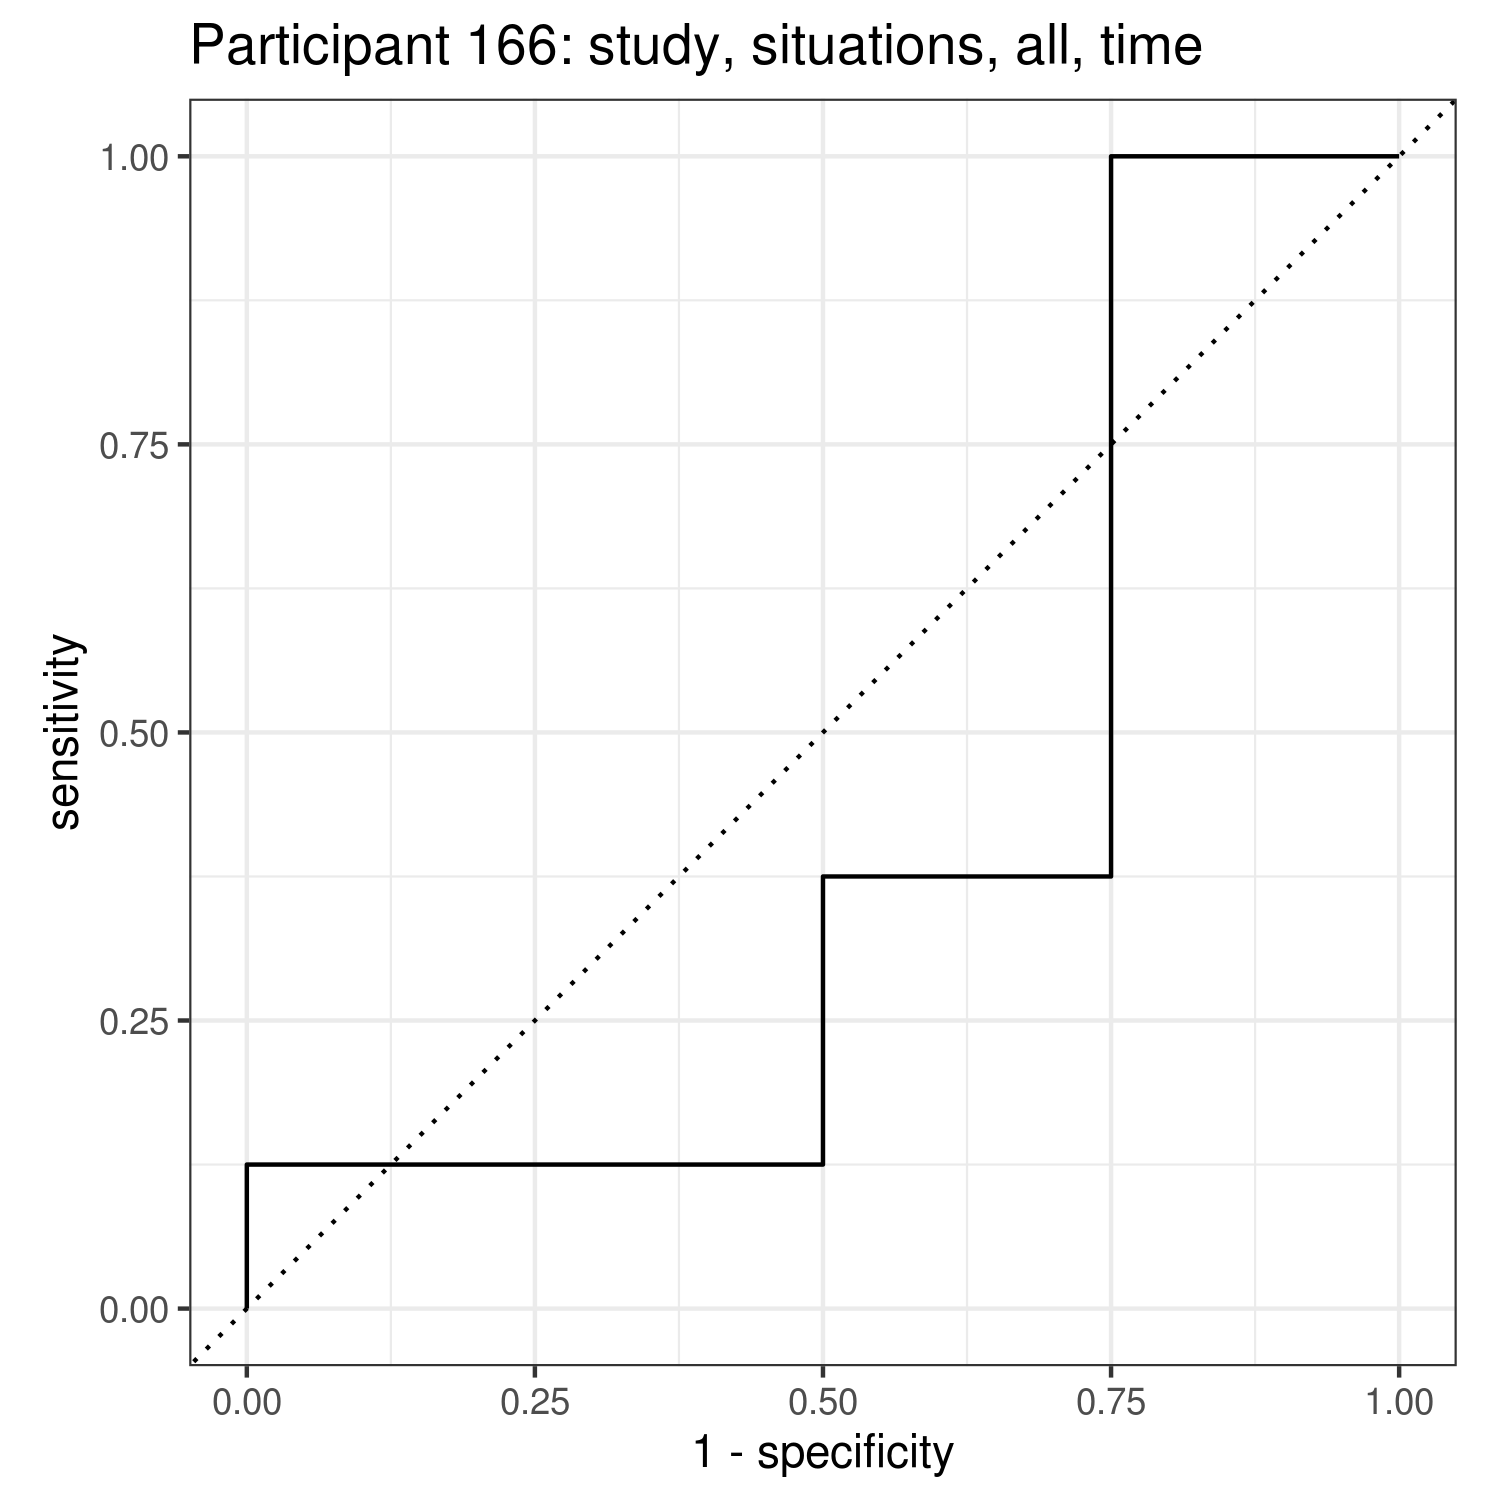 Participant 166: study, situations, all, time
1.00
0.75
0.50
0.25
0.00
sensitivity
0.00 0.25 0.50 0.75 1.00
1 - specificity